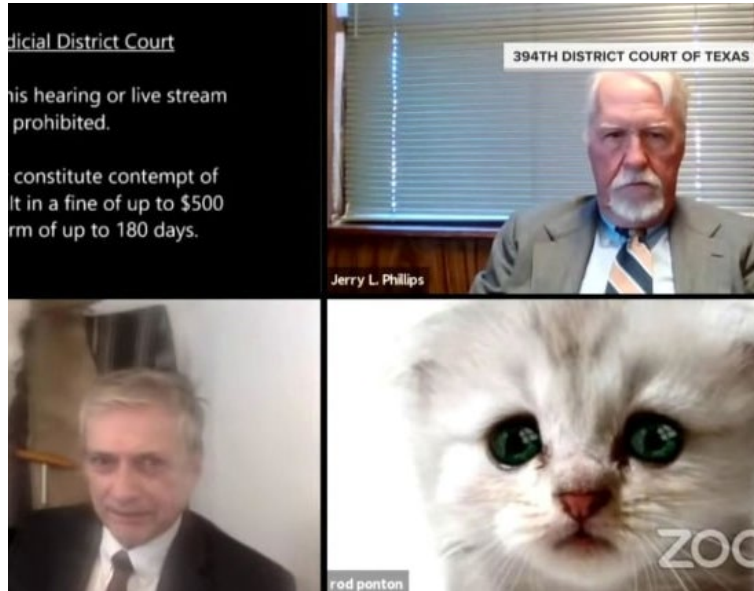 dicial District Court
his hearing or live stream
prohibited.
constitute contempt of
lt in a fine of up to $500
rm of up to 180 days.
394TH DISTRICT COURT OF TEXAS
Jerry L. Phillips
rod ponton
ZOO